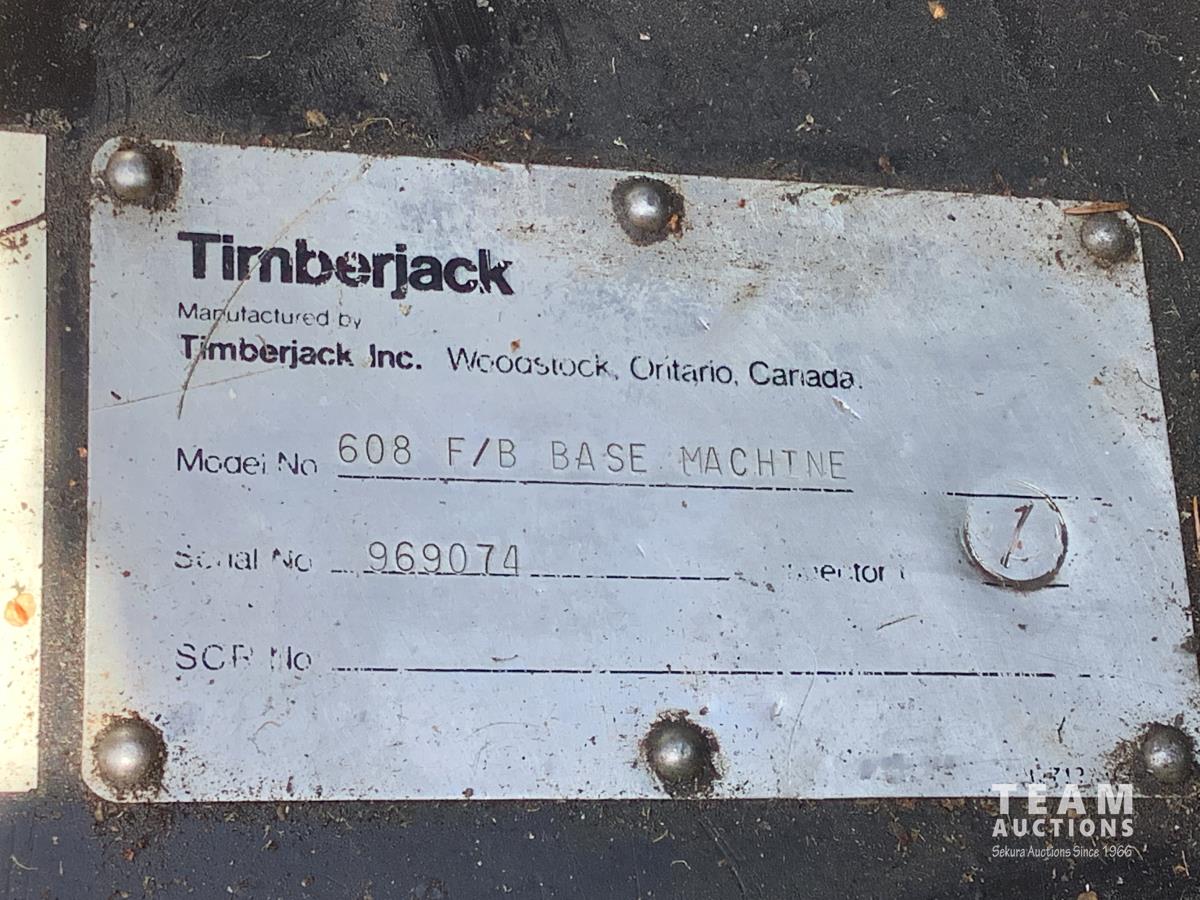 Timberjack
Manufactured by
Timberjack Inc. Woodstock, Ontario, Canada.
Model No 608 F/B BASE MACHINE
Serial No 969074
1
SCR No
TEAM
AUCTIONS
Sekura Auctions Since 1966